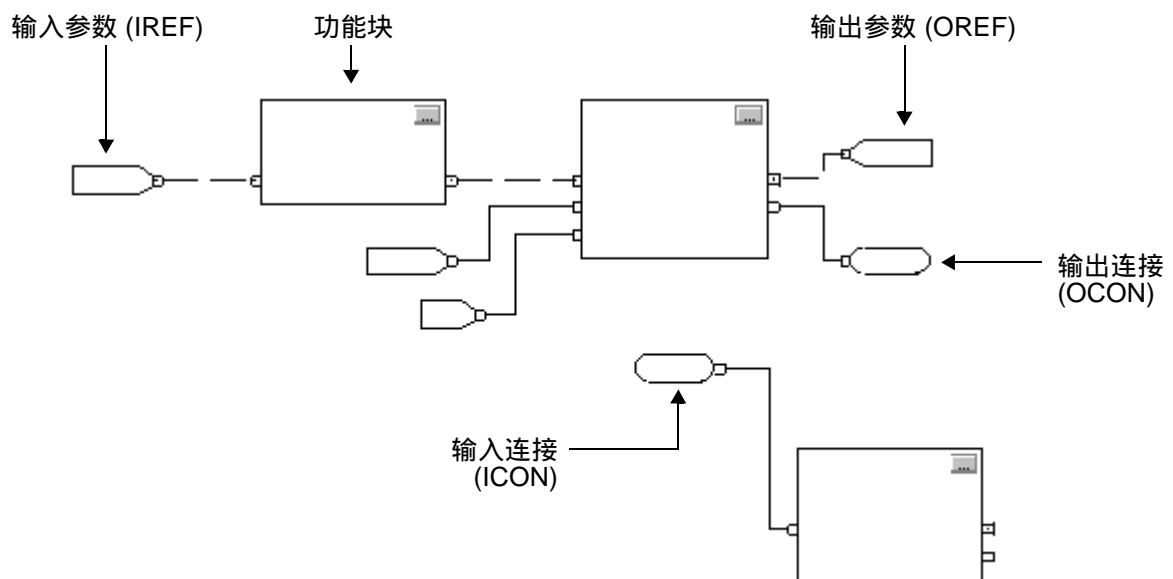 输入参数 (IREF)
功能块
输出参数 (OREF)
输出连接
(OCON)
输入连接
(ICON)